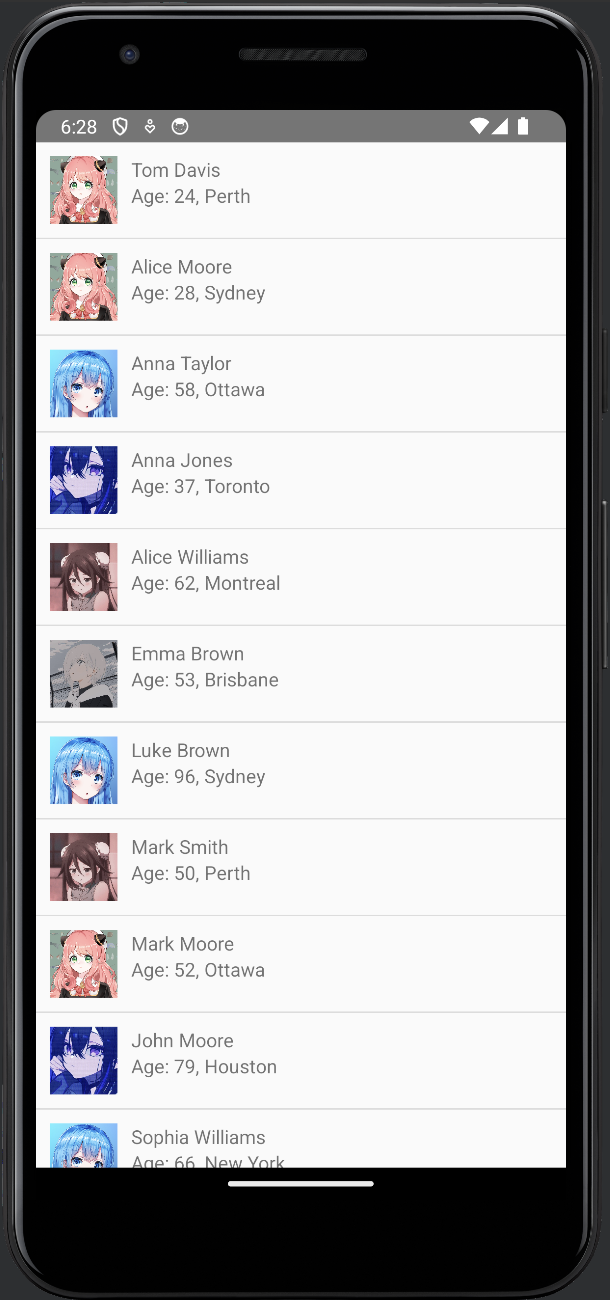 6:28
Tom Davis
Age: 24, Perth
Alice Moore
Age: 28, Sydney
Anna Taylor
Age: 58, Ottawa
Anna Jones
Age: 37, Toronto
Alice Williams
Age: 62, Montreal
Emma Brown
Age: 53, Brisbane
Luke Brown
Age: 96, Sydney
Mark Smith
Age: 50, Perth
Mark Moore
Age: 52, Ottawa
John Moore
Age: 79, Houston
Sophia Williams
Age: 66, New York